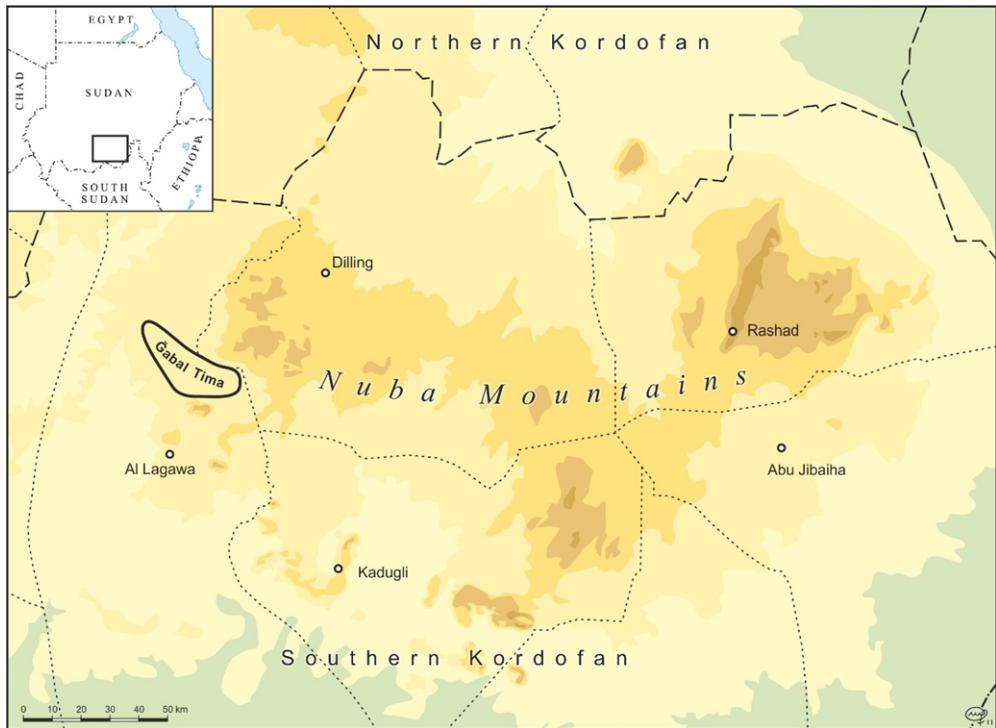 EGYPT
CHAD
SUDAN
ETHIOPIA
SOUTH
SUDAN
Northern Kordofan
Dilling
Rashad
Ğabal Tima
Nuba Mountains
Al Lagawa
Abu Jibaiha
Kadugli
Southern Kordofan
0 10 20 30 40 50 km